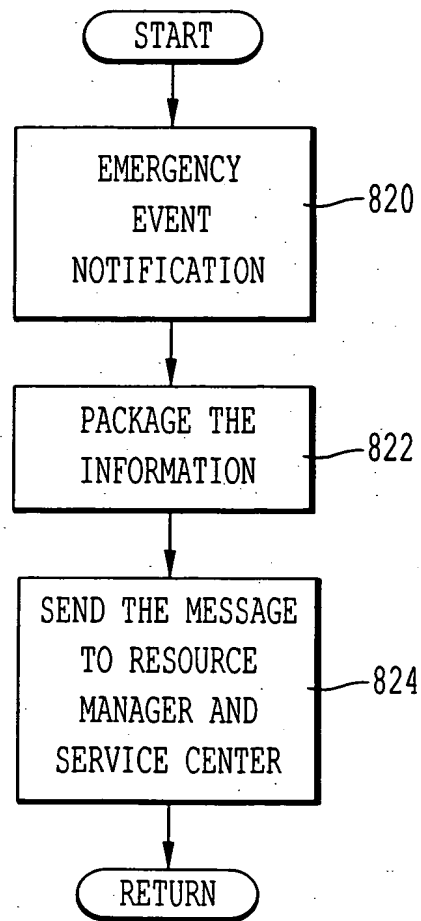 START
EMERGENCY
EVENT
NOTIFICATION
820
PACKAGE THE
INFORMATION
822
SEND THE MESSAGE
TO RESOURCE
MANAGER AND
SERVICE CENTER
824
RETURN